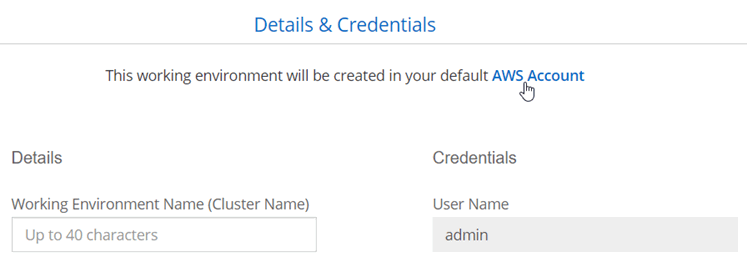 Details & Credentials
This working environment will be created in your default AWS Account
Details
Credentials
Working Environment Name (Cluster Name)
User Name
Up to 40 characters
admin